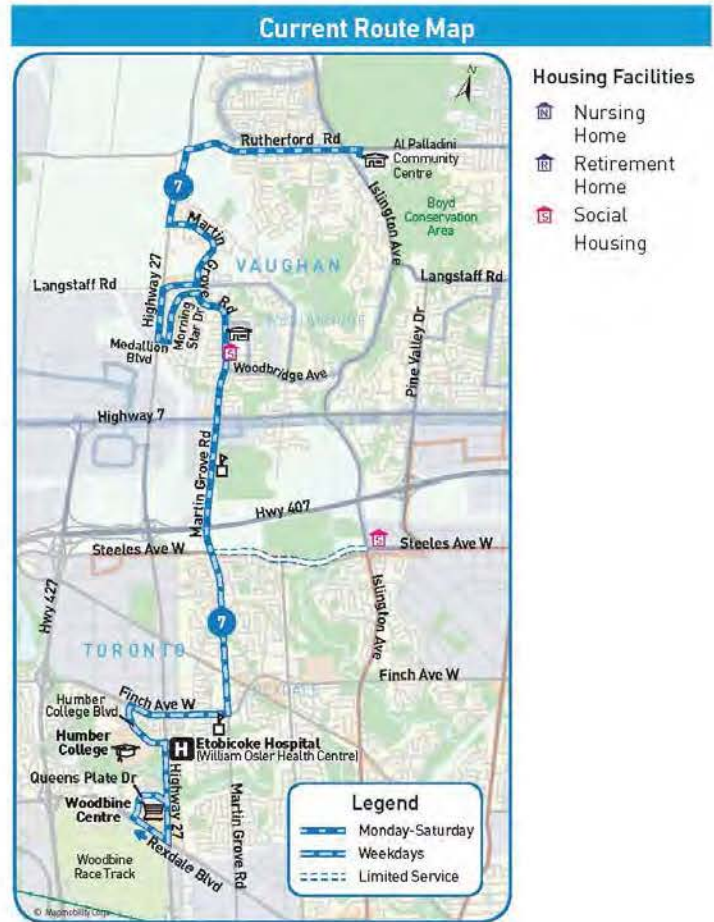 Current Route Map
N
Rutherford Rd
Al Palladini
Community
Centre
7
Islington Ave
Boyd
Conservation
Area
Martin
Grove
Rd
VAUGHAN
Highway 27
Langstaff Rd
Langstaff Rd
Morning
Star Dr
Medallion
Blvd
S
Woodbridge Ave
Pine Valley Dr
Highway 7
Martin Grove Rd
Hwy 407
S
Steeles Ave W
Steeles Ave W
Hwy 427
7
Islington Ave
TORONTO
Finch Ave W
Finch Ave W
Humber
College Blvd
Humber
College
H
Etobicoke Hospital
(William Osler Health Centre)
Queens Plate Dr
Highway 27
Woodbine
Centre
Martin Grove Rd
Rexdale Blvd
Woodbine
Race Track
Legend
Monday-Saturday
Weekdays
Limited Service
Housing Facilities
N Nursing
Home
R Retirement
Home
S Social
Housing